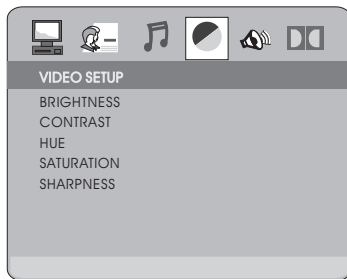 VIDEO SETUP
BRIGHTNESS
CONTRAST
HUE
SATURATION
SHARPNESS